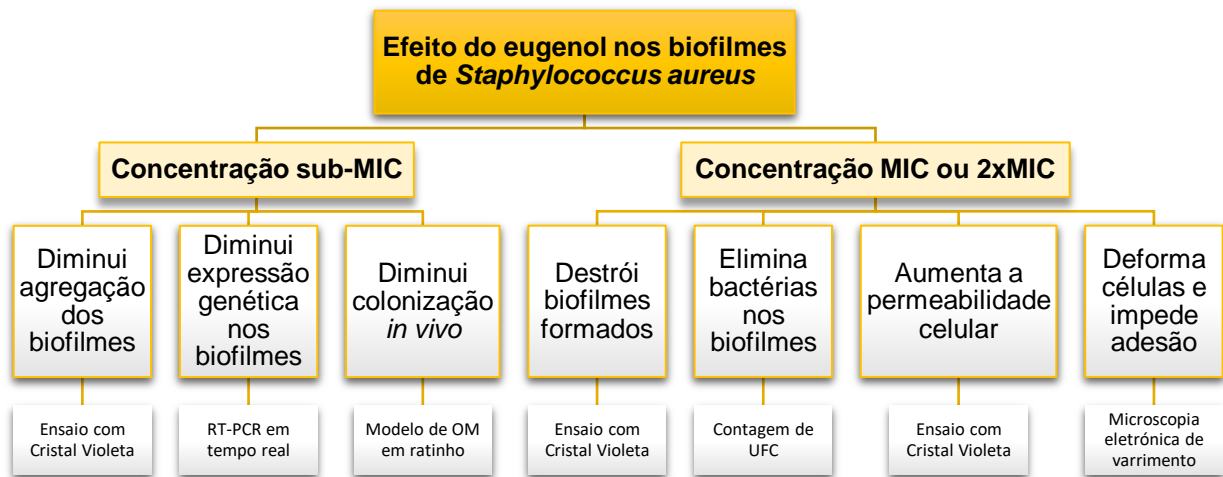 Efeito do eugenol nos biofilmes
de Staphylococcus aureus
Concentração sub-MIC
Concentração MIC ou 2xMIC
Diminui
agregação
dos
biofilmes
Diminui
expressão
genética
nos
biofilmes
Diminui
colonização
in vivo
Destrói
biofilmes
formados
Elimina
bactérias
nos
biofilmes
Aumenta a
permeabilidade
celular
Deforma
células e
impede
adesão
Ensaio com
Cristal Violeta
RT-PCR em
tempo real
Modelo de OM
em ratinho
Ensaio com
Cristal Violeta
Contagem de
UFC
Ensaio com
Cristal Violeta
Microscopia
eletrónica de
varrimento